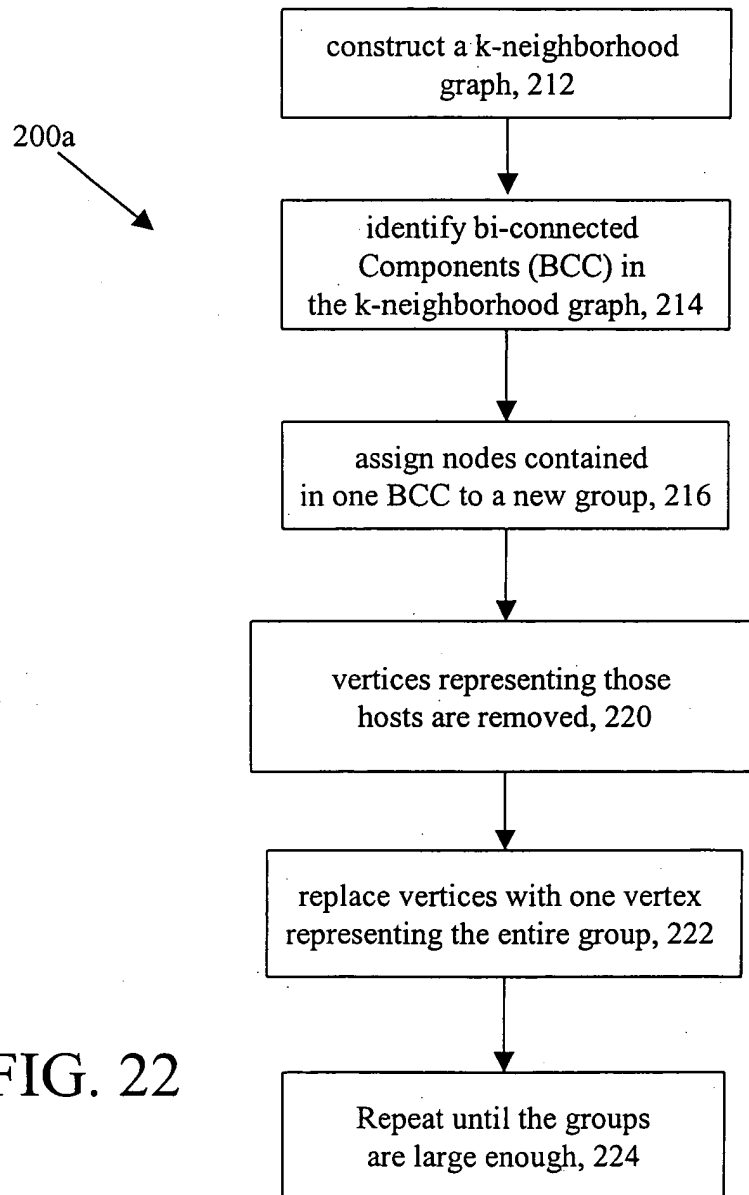 construct a k-neighborhood
graph, 212
200a
identify bi-connected
Components (BCC) in
the k-neighborhood graph, 214
assign nodes contained
in one BCC to a new group, 216
vertices representing those
hosts are removed, 220
replace vertices with one vertex
representing the entire group, 222
FIG. 22
Repeat until the groups
are large enough, 224